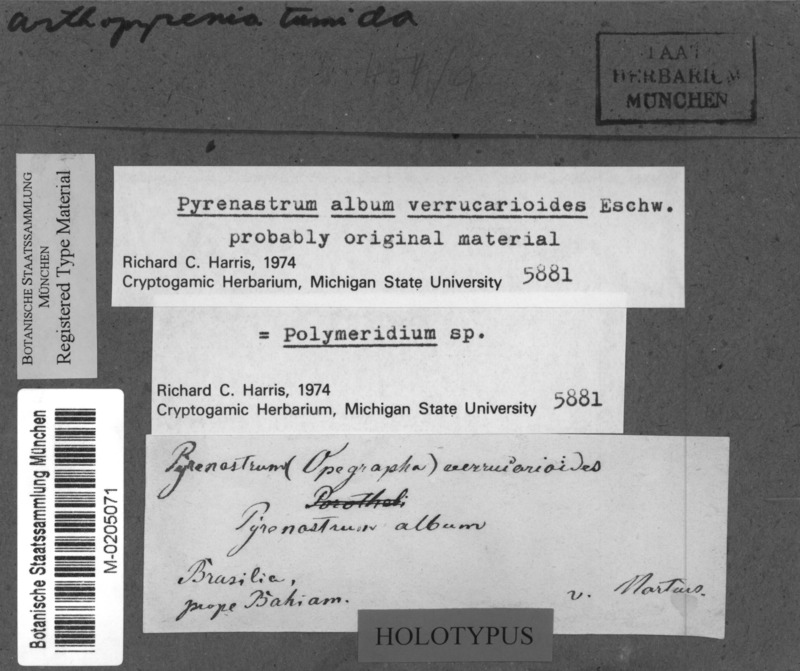 Arthopyrenia tumida
TAAT
HERBARIUM
MÜNCHEN
BOTANISCHE STAATSSAMMLUNG
MÜNCHEN
Registered Type Material
Pyrenastrum album verrucarioides Eschw.
probably original material
Richard C. Harris, 1974
Cryptogamic Herbarium, Michigan State University 5881
= Polymeridium sp.
Richard C. Harris, 1974
Cryptogamic Herbarium, Michigan State University 5881
Botanische Staatssammlung München
M-0205071
Pyrenastrum (Opegrapha) verrucarioides
Pyrenastrum album
Brasilia,
prope Bahiam.
v. Martius.
HOLOTYPUS